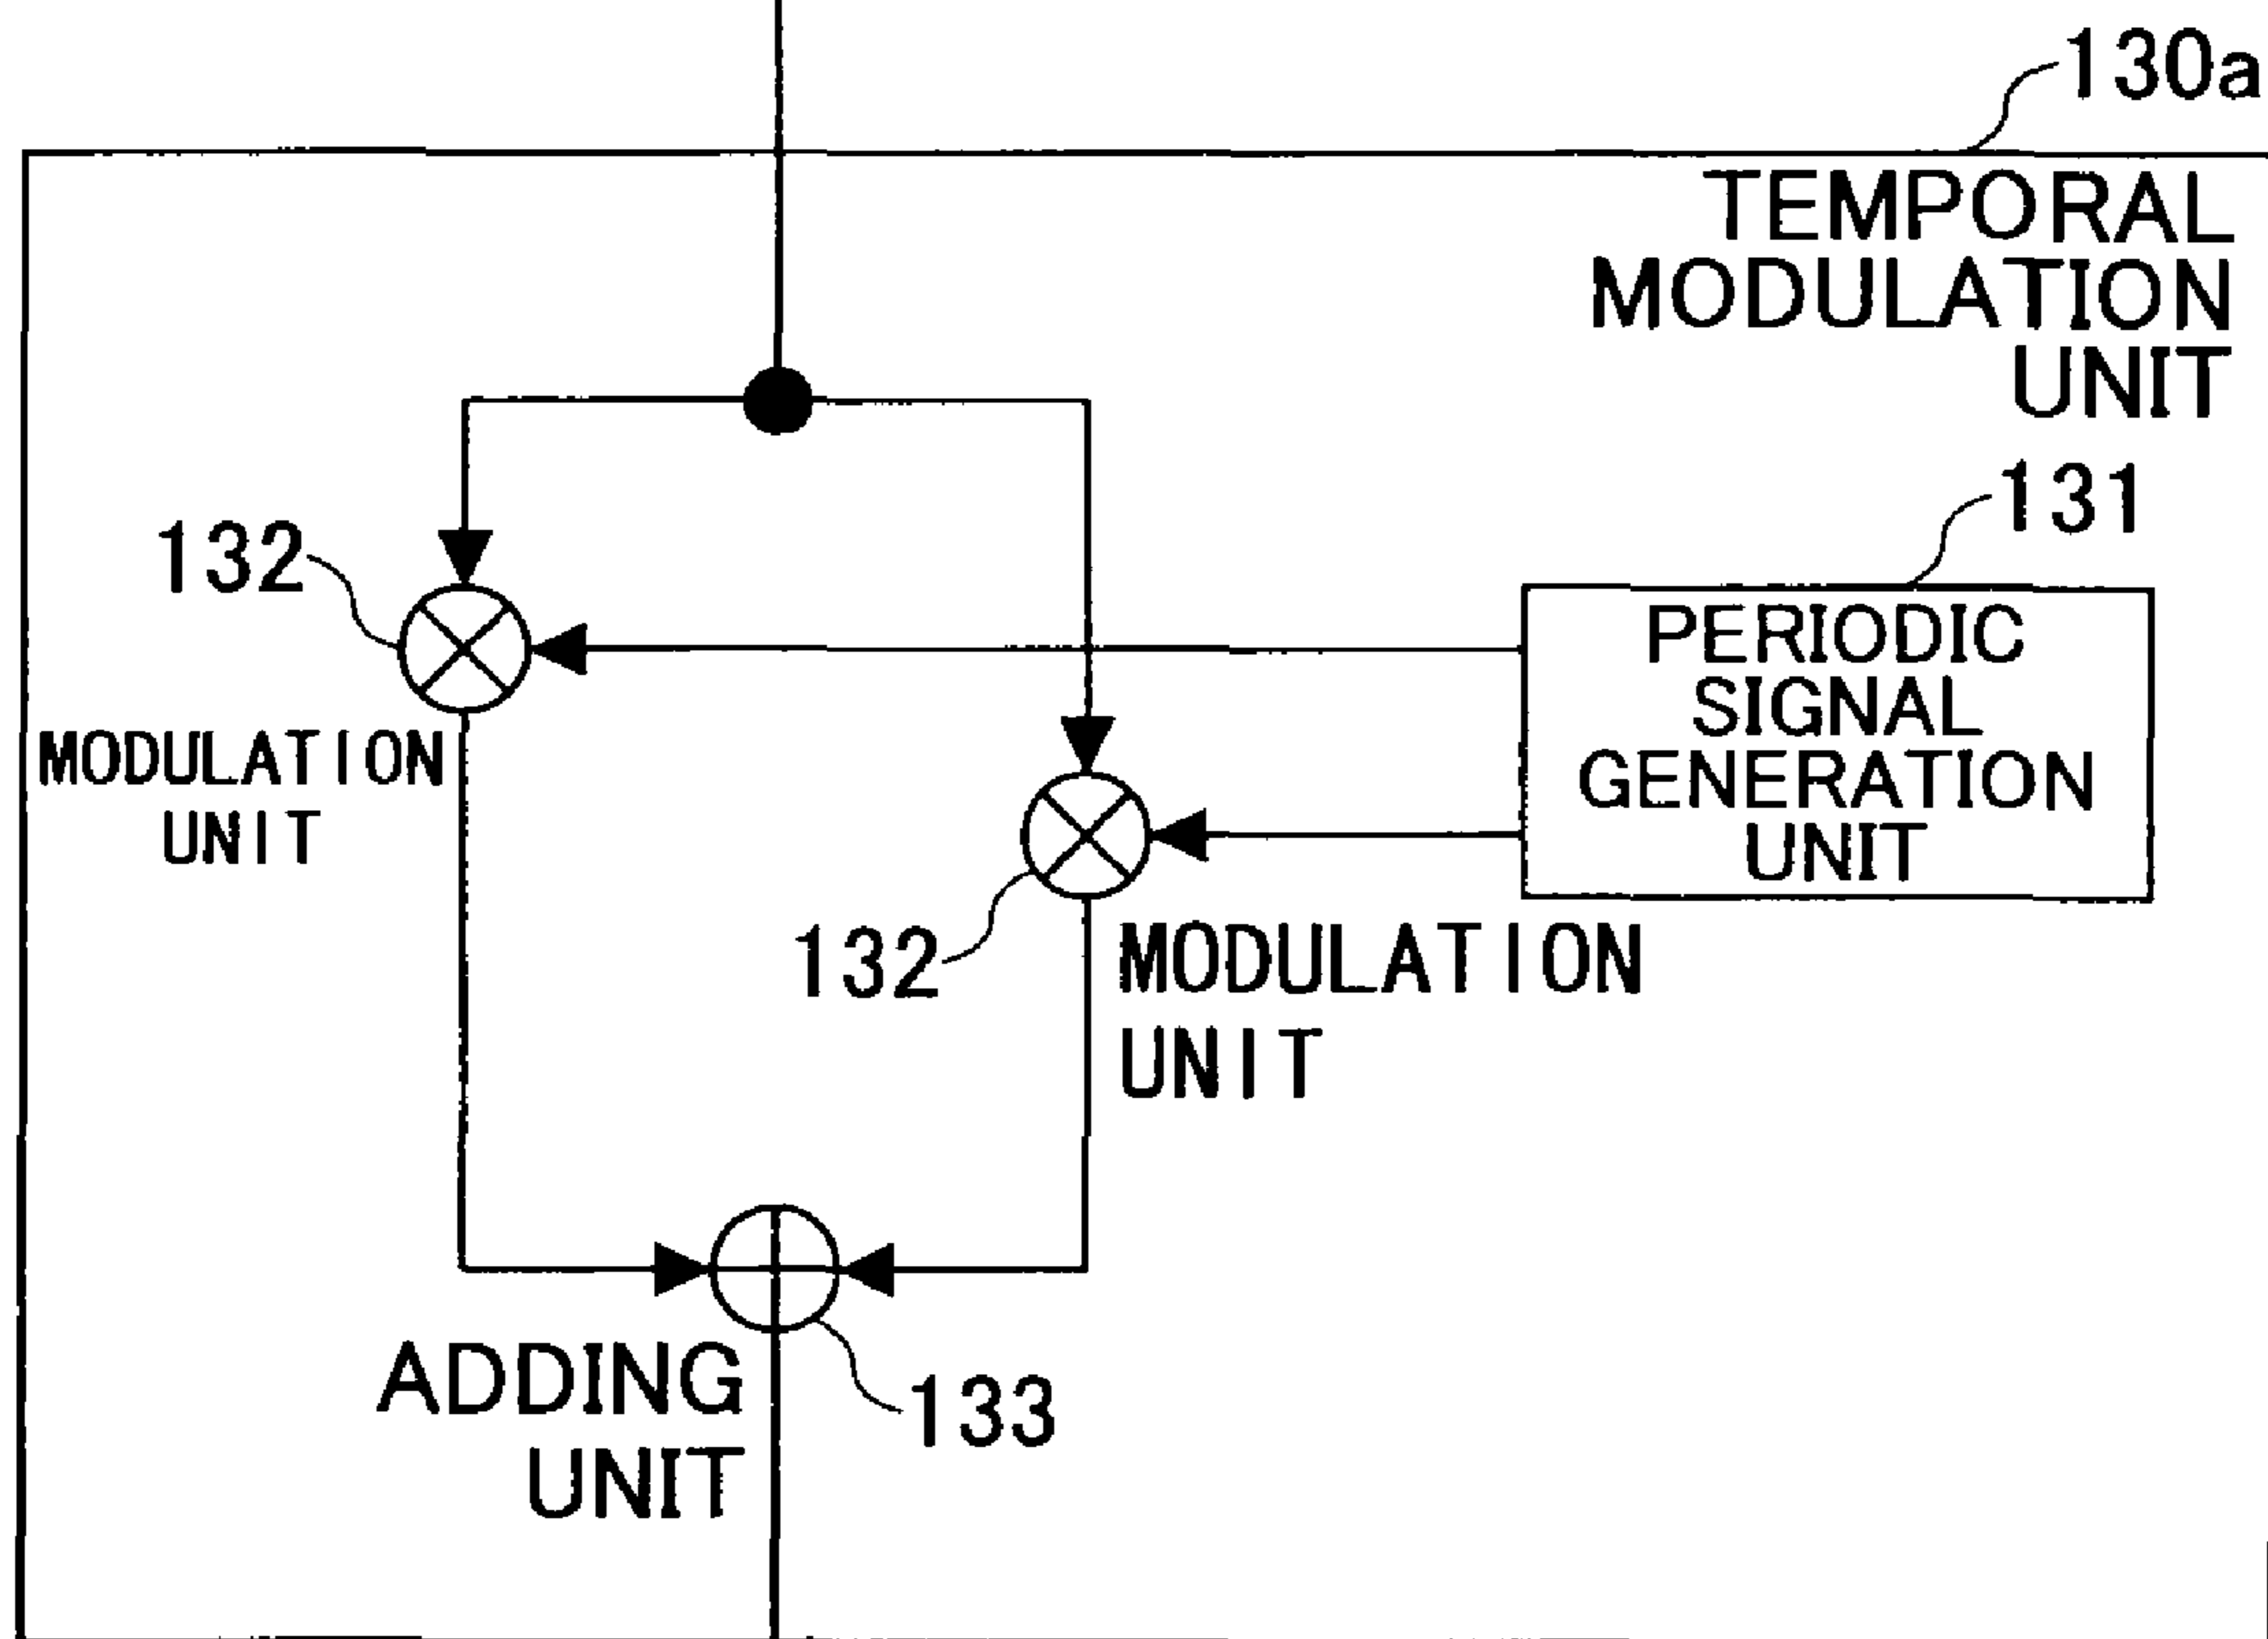 130a
TEMPORAL
MODULATION
UNIT
131
132
PERIODIC
SIGNAL
GENERATION
UNIT
MODULATION
UNIT
132
MODULATION
UNIT
ADDING
UNIT
133